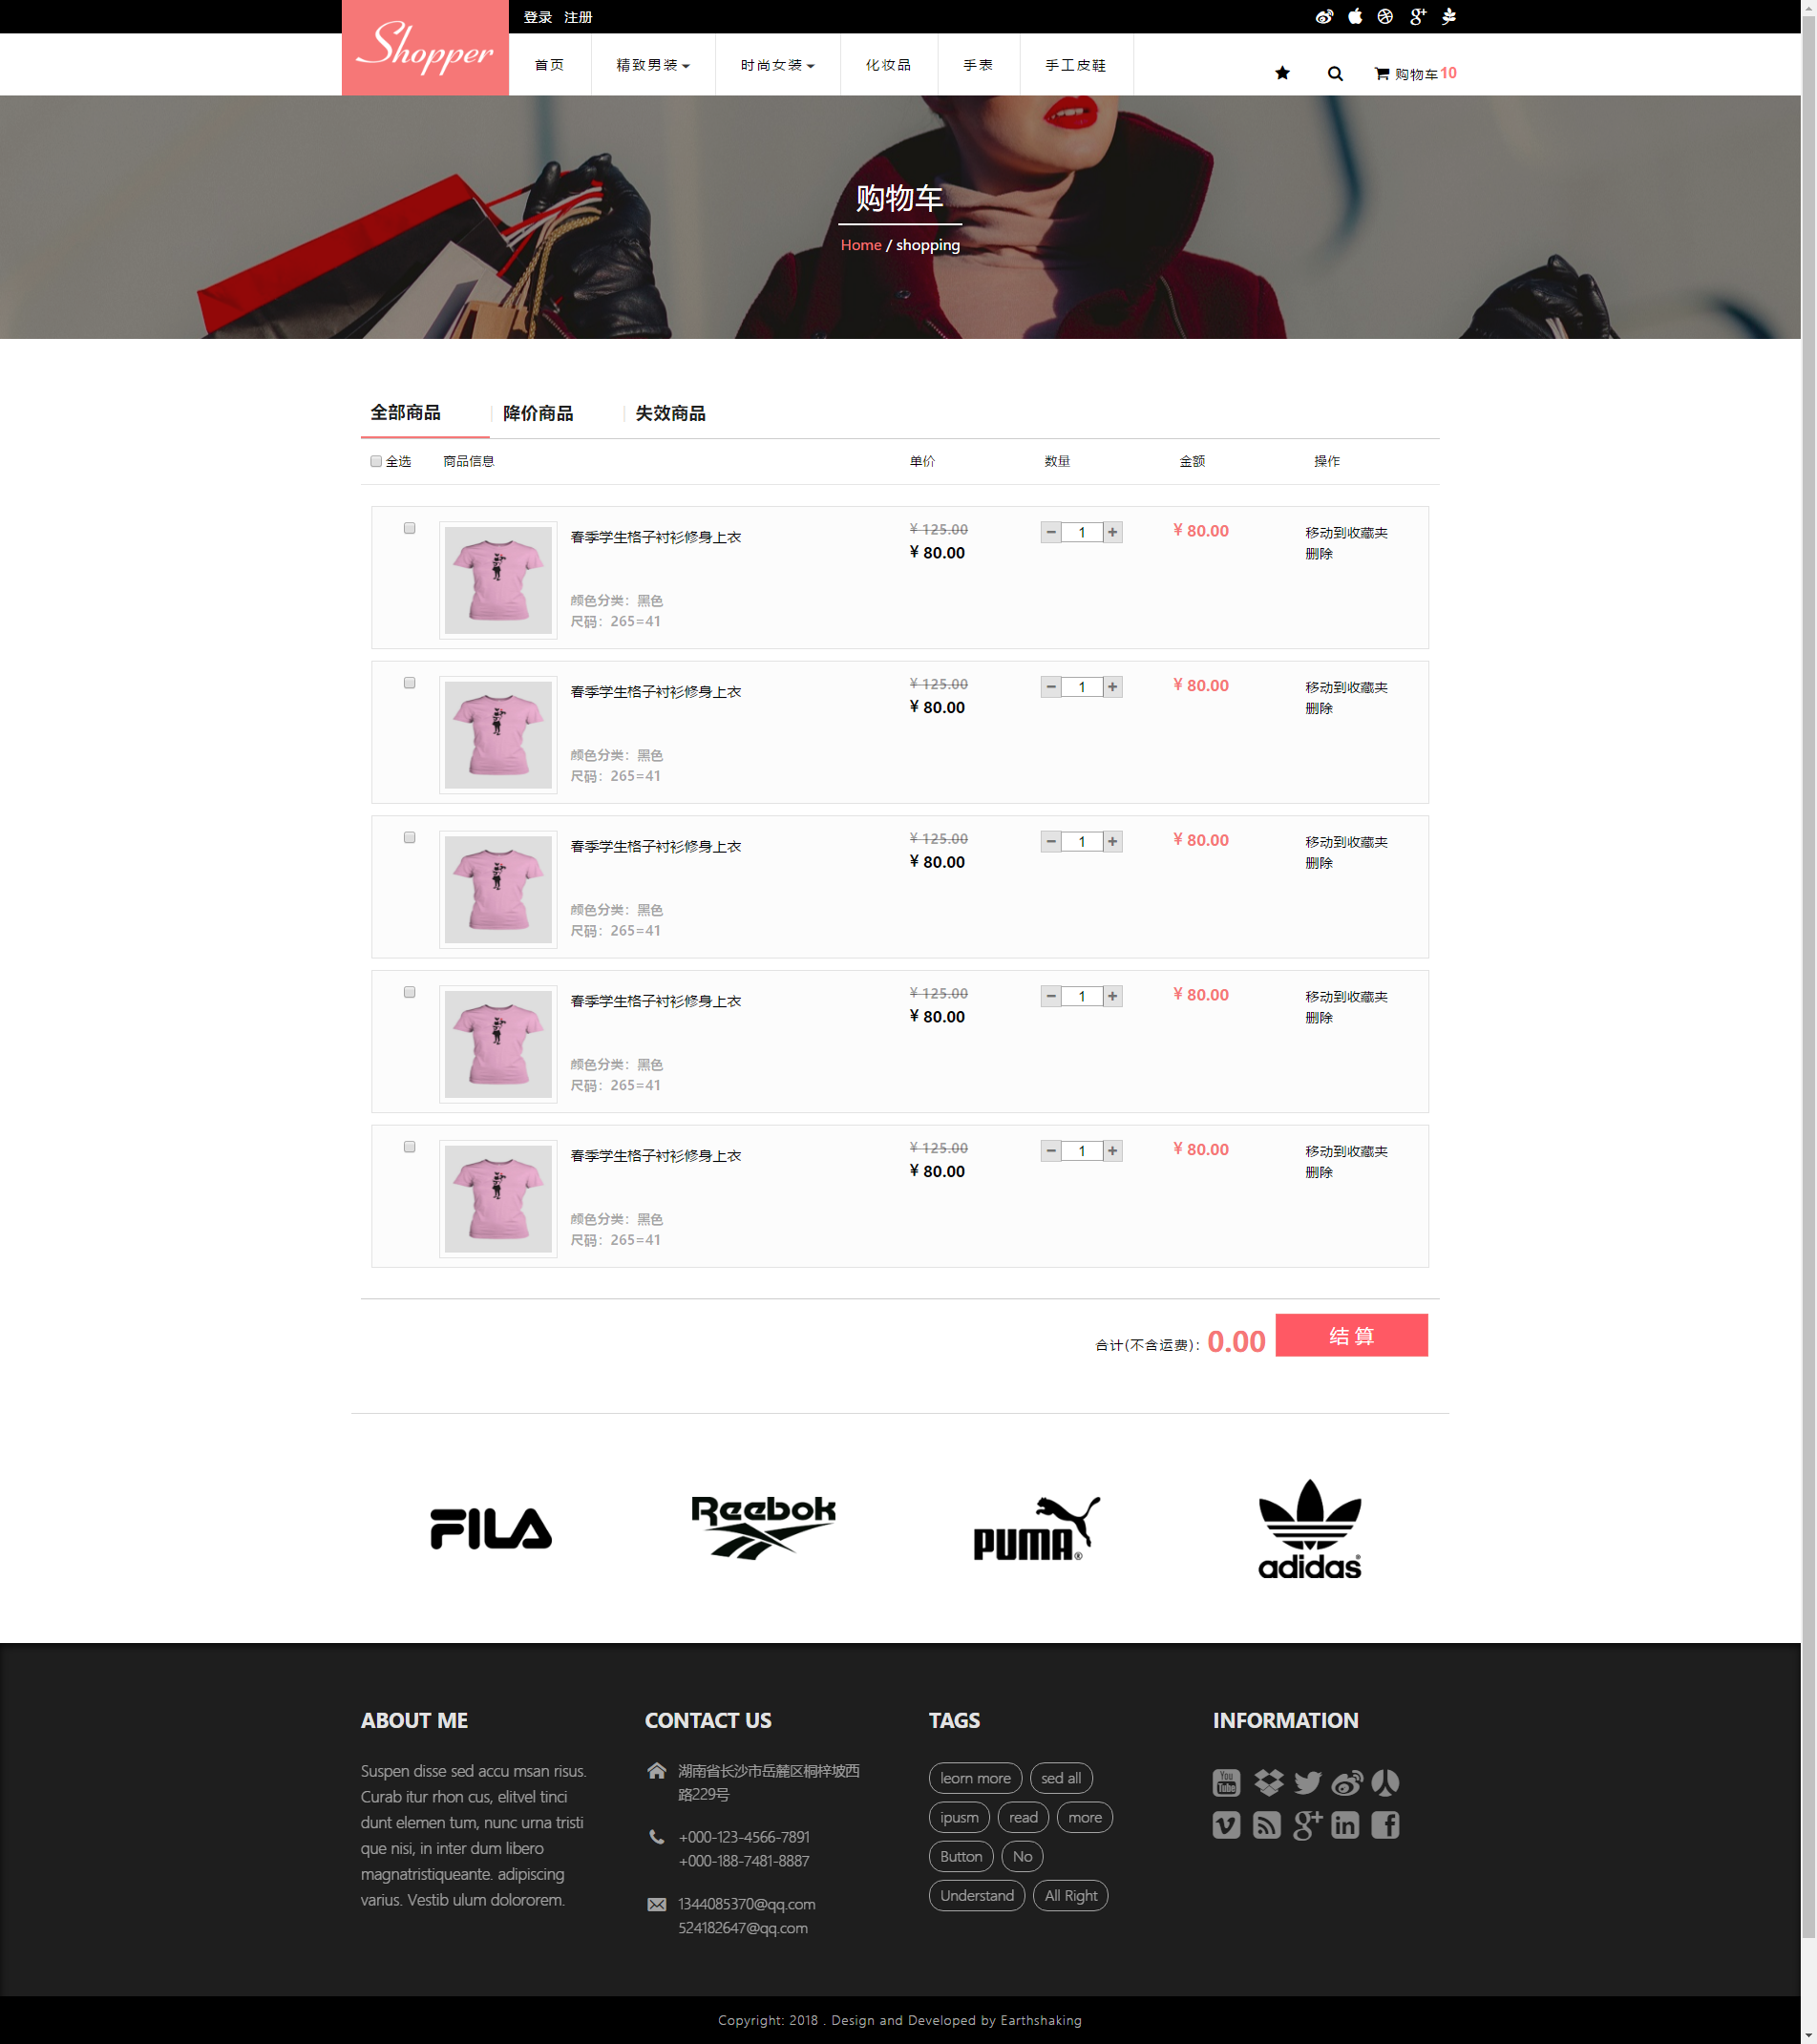 登录 注册
Shopper
首页 精致男装 时尚女装 化妆品 手表 手工皮鞋 购物车10
购物车
Home / shopping
全部商品 降价商品 失效商品
全选 商品信息 单价 数量 金额 操作
春季学生格子衬衫修身上衣 ¥ 125.00 1 ¥ 80.00 移动到收藏夹
¥ 80.00 删除
颜色分类：黑色
尺码：265=41
春季学生格子衬衫修身上衣 ¥ 125.00 1 ¥ 80.00 移动到收藏夹
¥ 80.00 删除
颜色分类：黑色
尺码：265=41
春季学生格子衬衫修身上衣 ¥ 125.00 1 ¥ 80.00 移动到收藏夹
¥ 80.00 删除
颜色分类：黑色
尺码：265=41
春季学生格子衬衫修身上衣 ¥ 125.00 1 ¥ 80.00 移动到收藏夹
¥ 80.00 删除
颜色分类：黑色
尺码：265=41
春季学生格子衬衫修身上衣 ¥ 125.00 1 ¥ 80.00 移动到收藏夹
¥ 80.00 删除
颜色分类：黑色
尺码：265=41
合计(不含运费)：0.00 结 算
FILA Reebok PUMA® adidas
ABOUT ME
Suspen disse sed accu msan risus.
Curab itur rhon cus, elitvel tinci
dunt elemen tum, nunc urna tristi
que nisi, in inter dum libero
magnatristiqueante. adipiscing
varius. Vestib ulum dolororem.
CONTACT US
湖南省长沙市岳麓区桐梓坡西
路229号
+000-123-4566-7891
+000-188-7481-8887
1344085370@qq.com
524182647@qq.com
TAGS
leorn more sed all
ipusm read more
Button No
Understand All Right
INFORMATION
You Tube
Copyright: 2018 . Design and Developed by Earthshaking